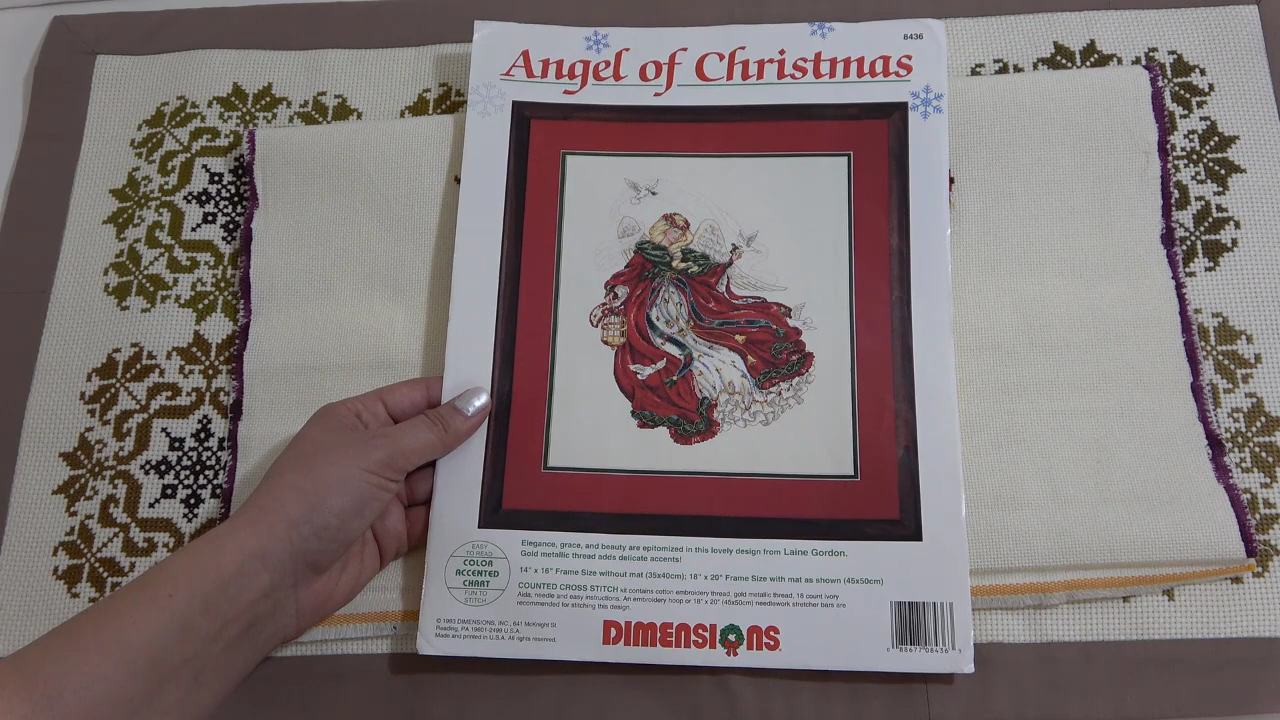 8436
Angel of Christmas
Elegance, grace, and beauty are epitomized in this lovely design from Laine Gordon.
Gold metallic thread adds delicate accents!
14" x 16" Frame Size without mat (35x40cm); 18" x 20" Frame Size with mat as shown (45x50cm)
COUNTED CROSS STITCH kit contains cotton embroidery thread, gold metallic thread, 18 count ivory
Aida, needle and easy instructions. An embroidery hoop or 18" x 20" (45x50cm) needlework stretcher bars are
recommended for stitching this design.
EASY
TO READ
COLOR
ACCENTED
CHART
FUN TO
STITCH
© 1993 DIMENSIONS, INC., 641 McKnight St.
Reading, PA 19601-2499 U.S.A.
Made and printed in U.S.A. All rights reserved.
DIMENSIONS
0 88677 08436 3